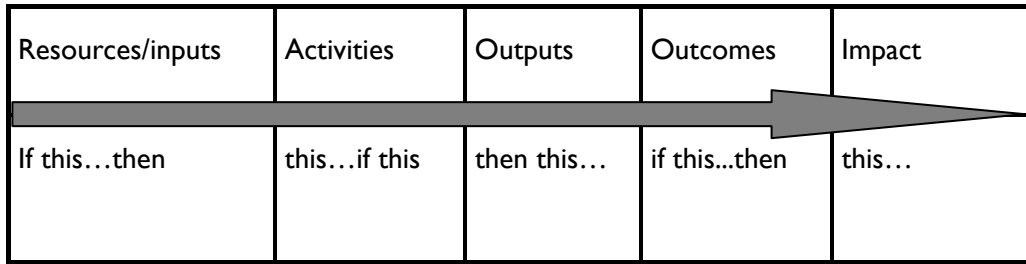 Resources/inputs Activities Outputs Outcomes Impact
If this…then this…if this then this… if this...then this…